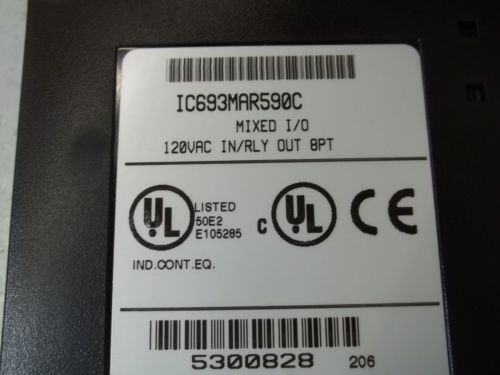 IC693MAR590C
MIXED I/O
120VAC IN/RLY OUT 8PT
UL LISTED
50E2
E105285
C UL CE
IND.CONT.EQ.
5300828 206